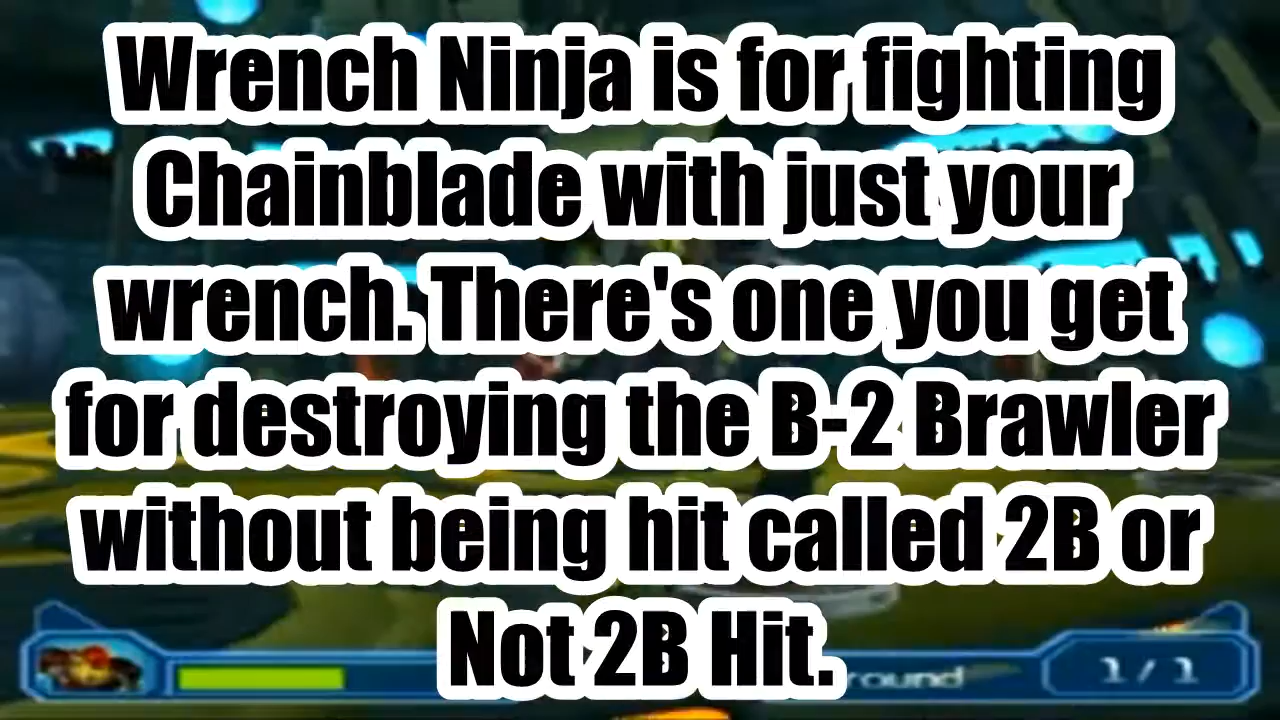 Wrench Ninja is for fighting
Chainblade with just your
wrench. There's one you get
for destroying the B-2 Brawler
without being hit called 2B or
Not 2B Hit.
round
1/1